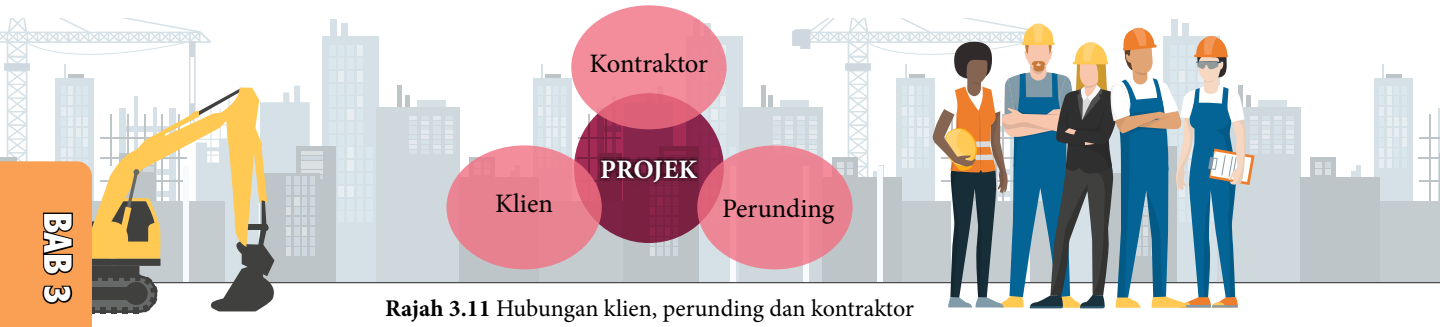 Kontraktor
PROJEK
Klien
Perunding
BAB 3
Rajah 3.11 Hubungan klien, perunding dan kontraktor